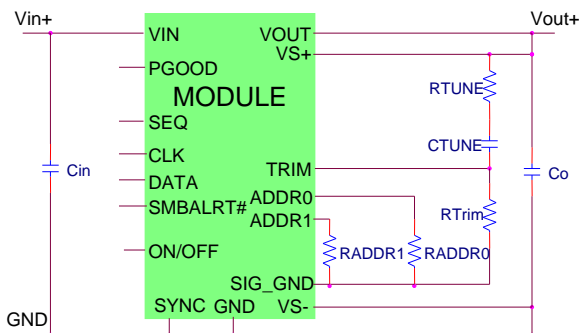 Vin+
Vout+
VIN
VOUT
VS+
PGOOD
RTUNE
MODULE
SEQ
CTUNE
CLK
TRIM
Cin
Co
DATA
ADDR0
SMBALRT#
ADDR1
RTrim
ON/OFF
RADDR1
RADDR0
SIG_GND
SYNC
GND
VS-
GND